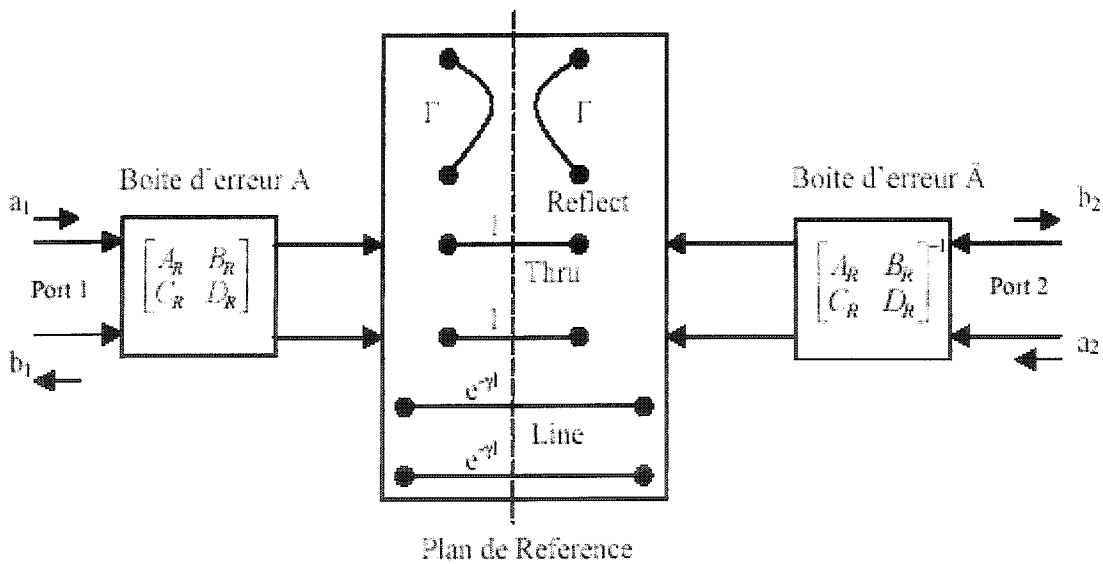 Γ Γ
Boite d'erreur A
Boite d'erreur Ā
a₁
Reflect
b₂
1
[A_R B_R
C_R D_R]
Thru
[A_R B_R
C_R D_R]⁻¹
Port 1
Port 2
1
b₁
a₂
e⁻ᵞˡ
Line
e⁻ᵞˡ
Plan de Reference